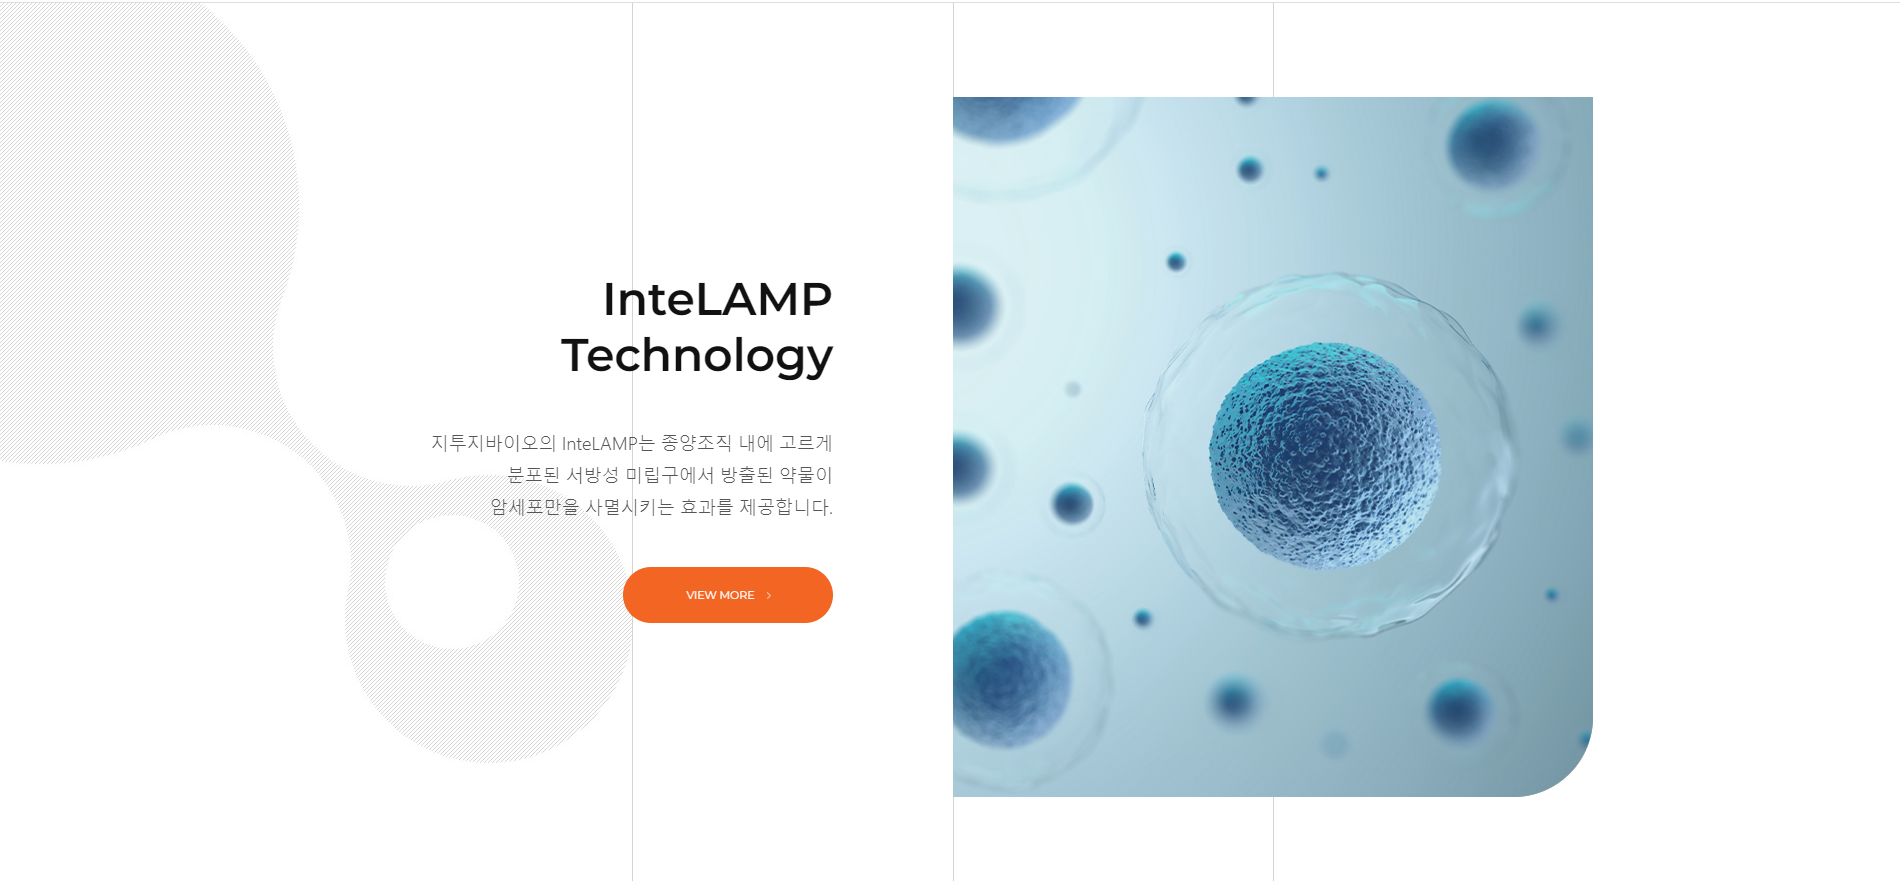 InteLAMP
Technology
지투지바이오의 InteLAMP는 종양조직 내에 고르게
분포된 서방성 미립구에서 방출된 약물이
암세포만을 사멸시키는 효과를 제공합니다.
VIEW MORE >